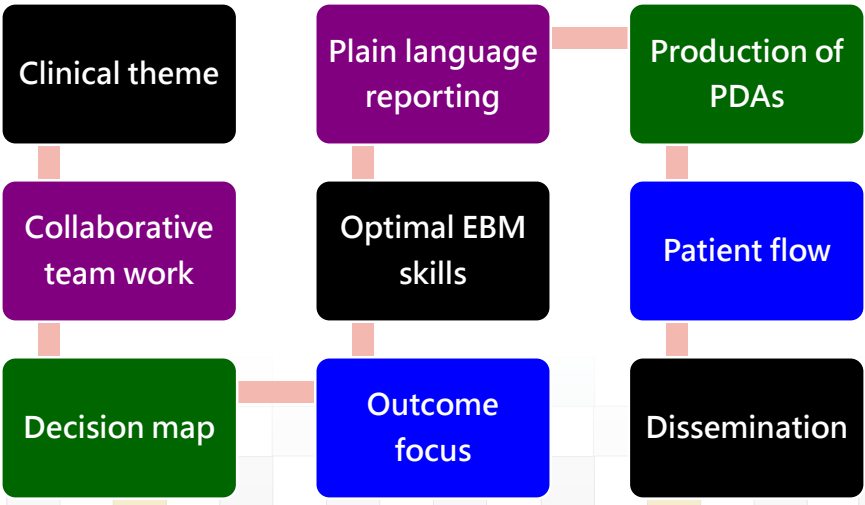 Clinical theme
Collaborative
team work
Decision map
Outcome
focus
Optimal EBM
skills
Plain language
reporting
Production of
PDAs
Patient flow
Dissemination